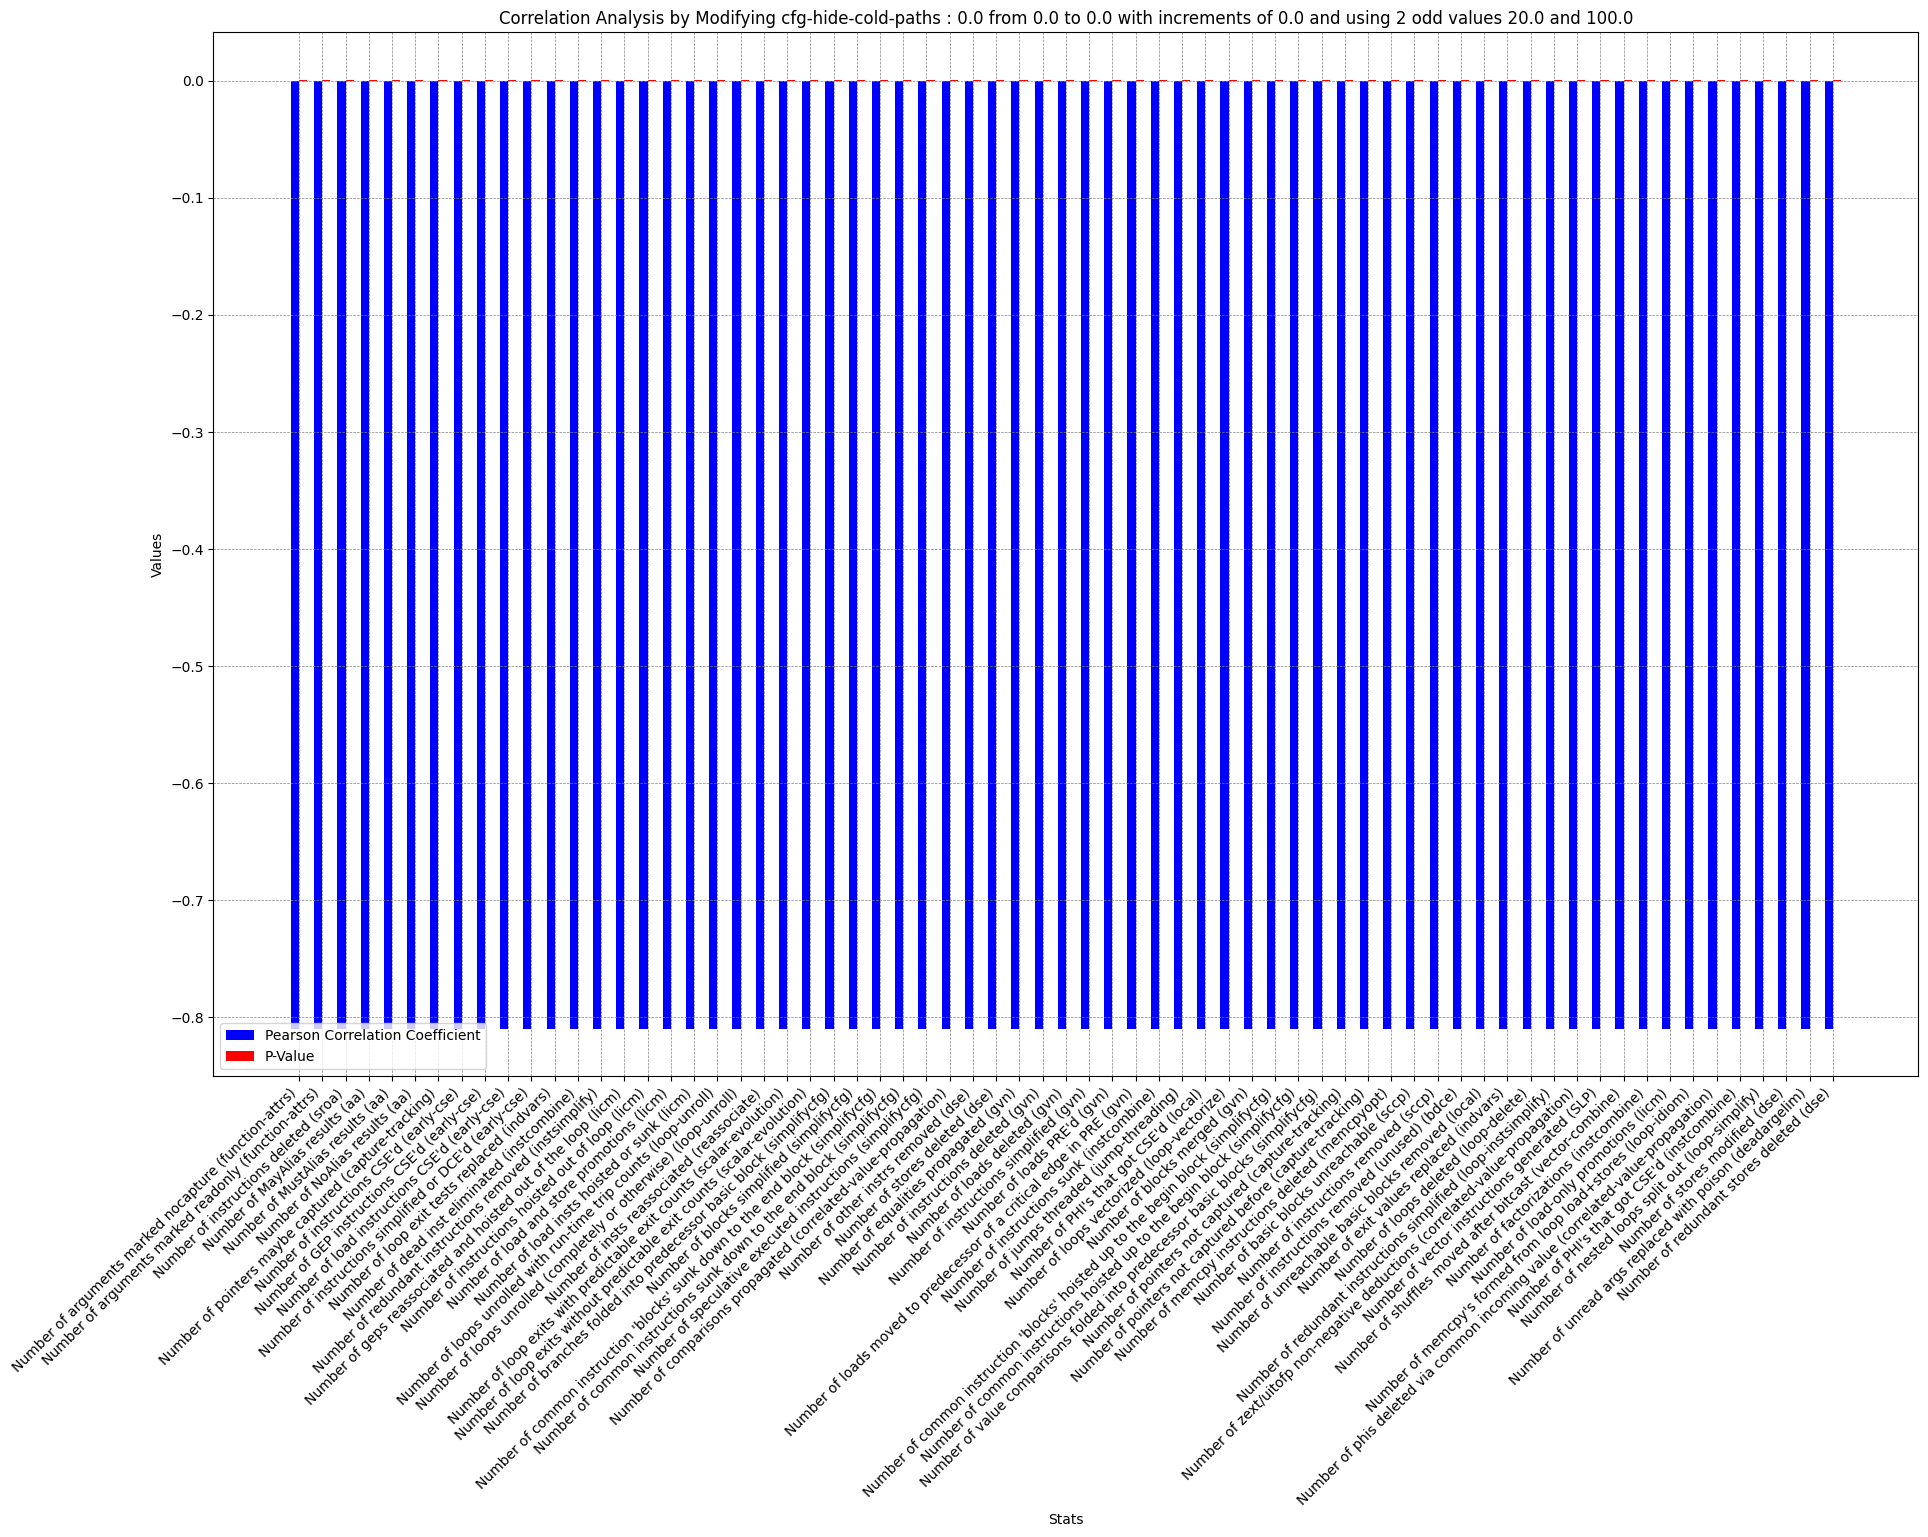 Correlation Analysis by Modifying cfg-hide-cold-paths : 0.0 from 0.0 to 0.0 with increments of 0.0 and using 2 odd values 20.0 and 100.0
0.0
−0.1
−0.2
−0.3
−0.4
−0.5
−0.6
−0.7
−0.8
Values
Pearson Correlation Coefficient
P-Value
Number of arguments marked nocapture (function-attrs)
Number of arguments marked readonly (function-attrs)
Number of instructions deleted (sroa)
Number of MayAlias results (aa)
Number of MustAlias results (aa)
Number of NoAlias results (aa)
Number of pointers maybe captured (capture-tracking)
Number of instructions CSE'd (early-cse)
Number of GEP instructions CSE'd (early-cse)
Number of load instructions CSE'd (early-cse)
Number of instructions simplified or DCE'd (early-cse)
Number of loop exit tests replaced (indvars)
Number of dead inst eliminated (instcombine)
Number of redundant instructions removed (instsimplify)
Number of geps reassociated and hoisted out of the loop (licm)
Number of instructions hoisted out of loop (licm)
Number of load and store promotions (licm)
Number of load insts hoisted or sunk (licm)
Number of loops unrolled with run-time trip counts (loop-unroll)
Number of loops unrolled (completely or otherwise) (loop-unroll)
Number of insts reassociated (reassociate)
Number of loop exits with predictable exit counts (scalar-evolution)
Number of loop exits without predictable exit counts (scalar-evolution)
Number of branches folded into predecessor basic block (simplifycfg)
Number of blocks simplified (simplifycfg)
Number of common instruction 'blocks' sunk down to the end block (simplifycfg)
Number of common instructions sunk down to the end block (simplifycfg)
Number of speculative executed instructions (simplifycfg)
Number of comparisons propagated (correlated-value-propagation)
Number of other instrs removed (dse)
Number of stores deleted (dse)
Number of equalities propagated (gvn)
Number of instructions deleted (gvn)
Number of loads deleted (gvn)
Number of instructions simplified (gvn)
Number of loads PRE'd (gvn)
Number of loads moved to predecessor of a critical edge in PRE (gvn)
Number of instructions sunk (instcombine)
Number of jumps threaded (jump-threading)
Number of PHI's that got CSE'd (local)
Number of loops vectorized (loop-vectorize)
Number of blocks merged (gvn)
Number of common instruction 'blocks' hoisted up to the begin block (simplifycfg)
Number of common instructions hoisted up to the begin block (simplifycfg)
Number of value comparisons folded into predecessor basic blocks (simplifycfg)
Number of pointers not captured (capture-tracking)
Number of pointers not captured before (capture-tracking)
Number of memcpy instructions deleted (memcpyopt)
Number of basic blocks unreachable (sccp)
Number of instructions removed (sccp)
Number of instructions removed (unused) (bdce)
Number of unreachable basic blocks removed (local)
Number of exit values replaced (indvars)
Number of loops deleted (loop-delete)
Number of redundant instructions simplified (loop-instsimplify)
Number of zext/uitofp non-negative deductions (correlated-value-propagation)
Number of vector instructions generated (SLP)
Number of shuffles moved after bitcast (vector-combine)
Number of factorizations (instcombine)
Number of load-only promotions (licm)
Number of memcpy's formed from loop load+stores (loop-idiom)
Number of phis deleted via common incoming value (correlated-value-propagation)
Number of PHI's that got CSE'd (instcombine)
Number of nested loops split out (loop-simplify)
Number of stores modified (dse)
Number of unread args replaced with poison (deadargelim)
Number of redundant stores deleted (dse)
Stats